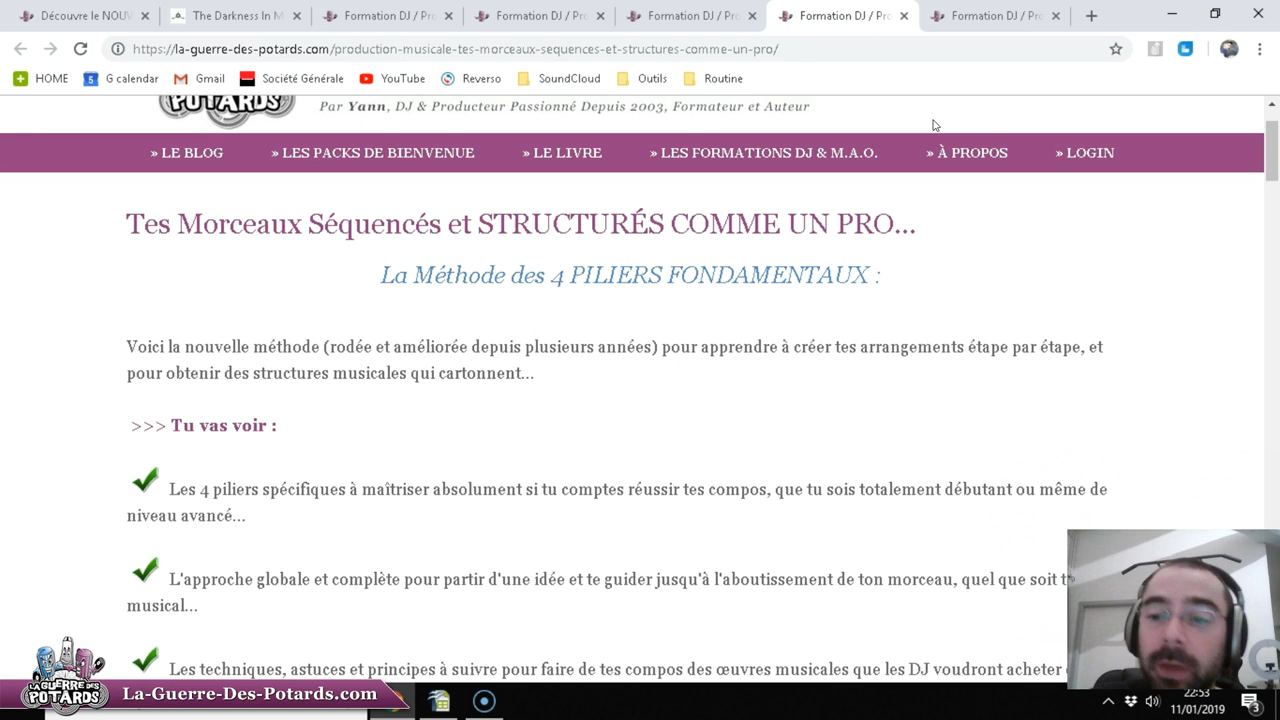 Découvre le NOUV
The Darkness In M
Formation DJ / Pro
Formation DJ / Pro
Formation DJ / Pro
Formation DJ / Pro
Formation DJ / Pro
https://la-guerre-des-potards.com/production-musicale-tes-morceaux-sequences-et-structures-comme-un-pro/
HOME
G calendar
Gmail
Société Générale
YouTube
Reverso
SoundCloud
Outils
Routine
POTARDS
Par Yann, DJ & Producteur Passionné Depuis 2003, Formateur et Auteur
» LE BLOG
» LES PACKS DE BIENVENUE
» LE LIVRE
» LES FORMATIONS DJ & M.A.O.
» À PROPOS
» LOGIN
Tes Morceaux Séquencés et STRUCTURÉS COMME UN PRO...
La Méthode des 4 PILIERS FONDAMENTAUX :
Voici la nouvelle méthode (rodée et améliorée depuis plusieurs années) pour apprendre à créer tes arrangements étape par étape, et
pour obtenir des structures musicales qui cartonnent...
>>> Tu vas voir :
Les 4 piliers spécifiques à maîtriser absolument si tu comptes réussir tes compos, que tu sois totalement débutant ou même de
niveau avancé...
L'approche globale et complète pour partir d'une idée et te guider jusqu'à l'aboutissement de ton morceau, quel que soit
musical...
Les techniques, astuces et principes à suivre pour faire de tes compos des œuvres musicales que les DJ voudront acheter
LA GUERRE DES
POTARDS
La-Guerre-Des-Potards.com
22:53
11/01/2019
3